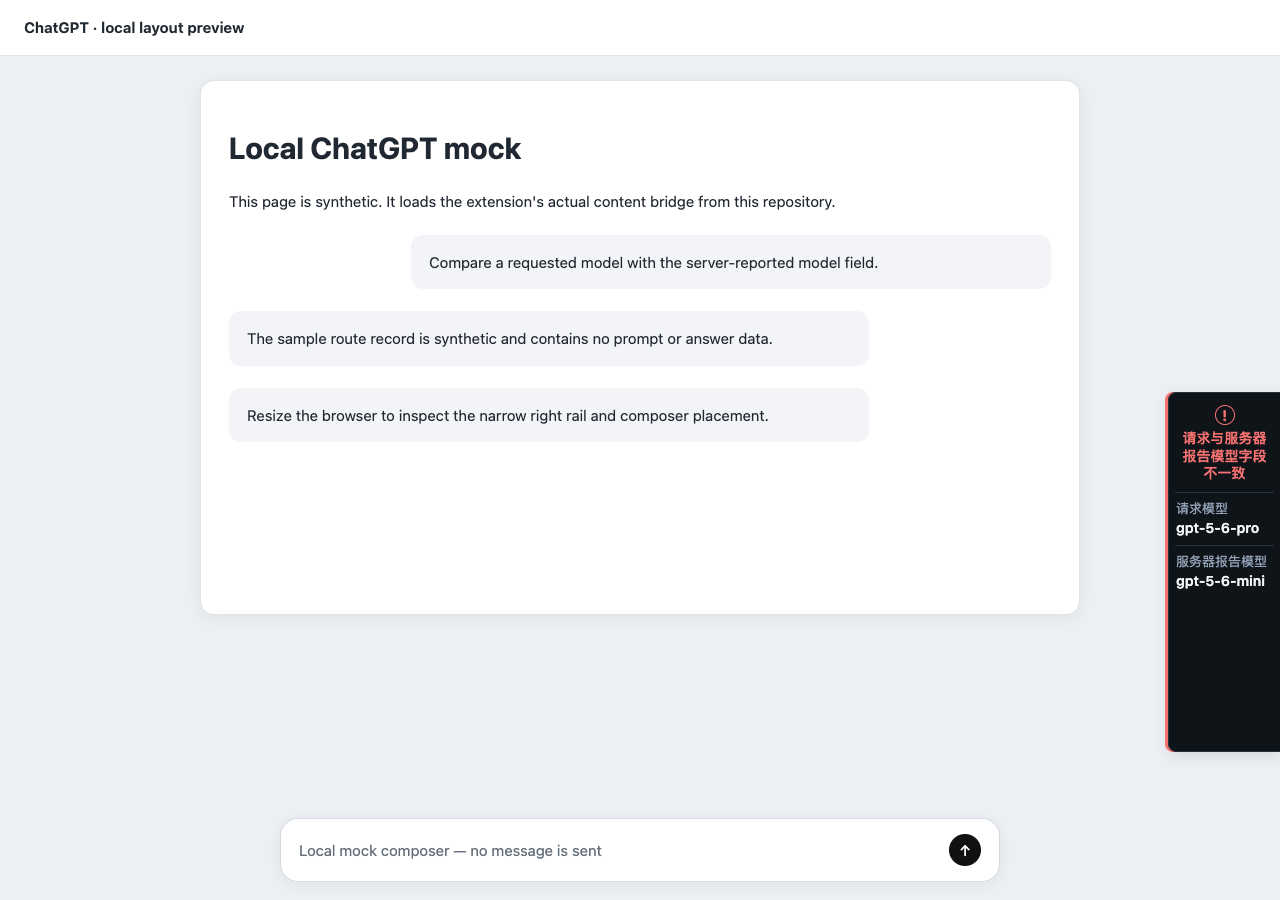 ChatGPT · local layout preview
Local ChatGPT mock
This page is synthetic. It loads the extension's actual content bridge from this repository.
Compare a requested model with the server-reported model field.
The sample route record is synthetic and contains no prompt or answer data.
Resize the browser to inspect the narrow right rail and composer placement.
请求与服务器
报告模型字段
不一致
请求模型
gpt-5-6-pro
服务器报告模型
gpt-5-6-mini
Local mock composer — no message is sent